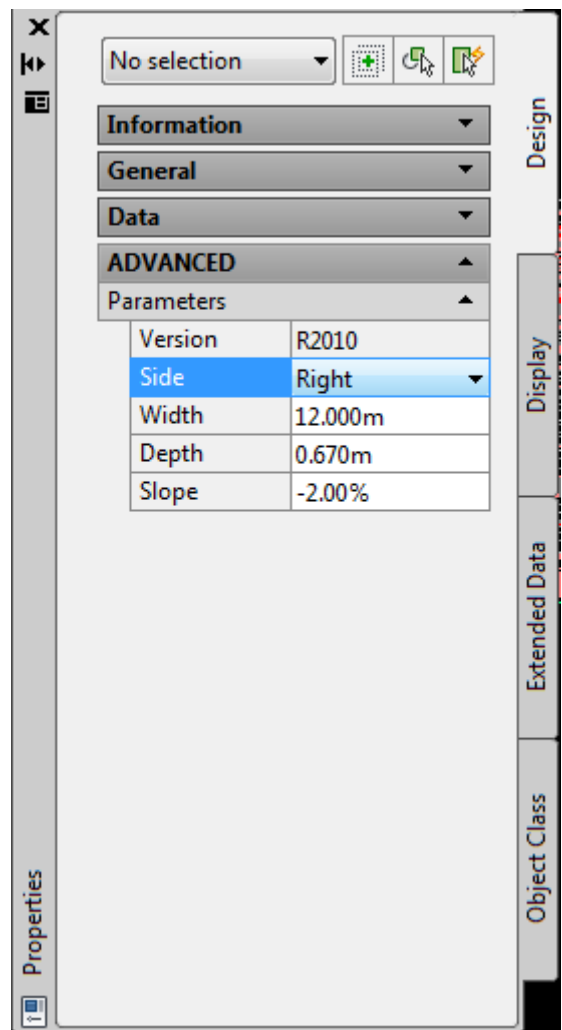 No selection
Information
General
Data
ADVANCED
Parameters
Version R2010
Side Right
Width 12.000m
Depth 0.670m
Slope -2.00%
Design
Display
Extended Data
Object Class
Properties